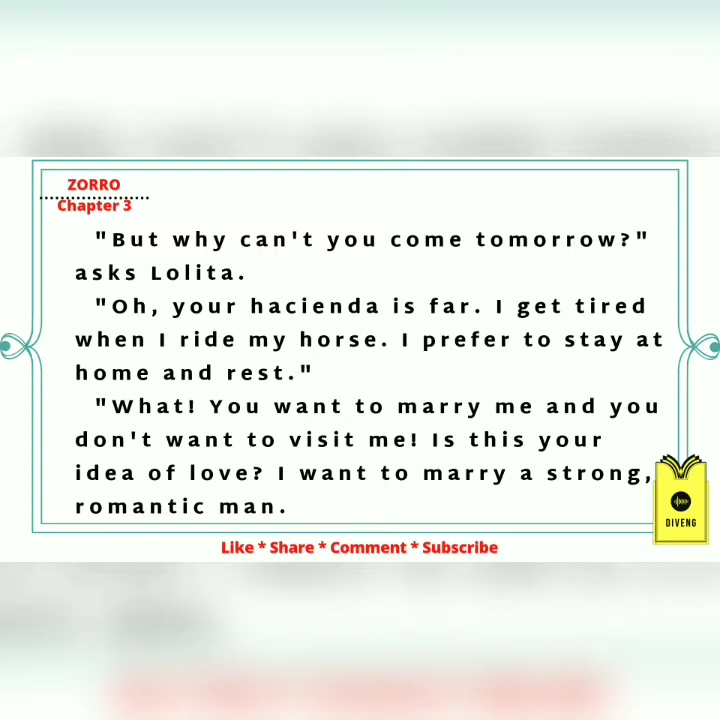 ZORRO
Chapter 3
"But why can't you come tomorrow?"
asks Lolita.
"Oh, your hacienda is far. I get tired
when I ride my horse. I prefer to stay at
home and rest."
"What! You want to marry me and you
don't want to visit me! Is this your
idea of love? I want to marry a strong,
romantic man.
DIVENG
Like * Share * Comment * Subscribe